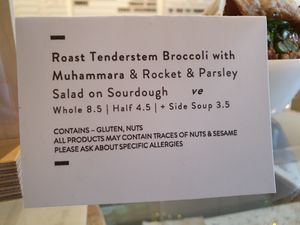 Roast Tenderstem Broccoli with
Muhammara & Rocket & Parsley
Salad on Sourdough ve
Whole 8.5 | Half 4.5 | + Side Soup 3.5
CONTAINS – GLUTEN, NUTS
ALL PRODUCTS MAY CONTAIN TRACES OF NUTS & SESAME
PLEASE ASK ABOUT SPECIFIC ALLERGIES